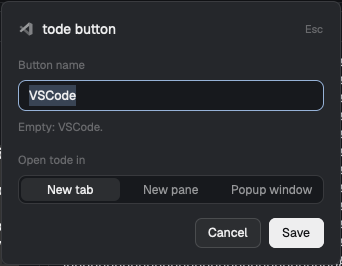 tode button
Esc
Button name
VSCode
Empty: VSCode.
Open tode in
New tab
New pane
Popup window
Cancel
Save